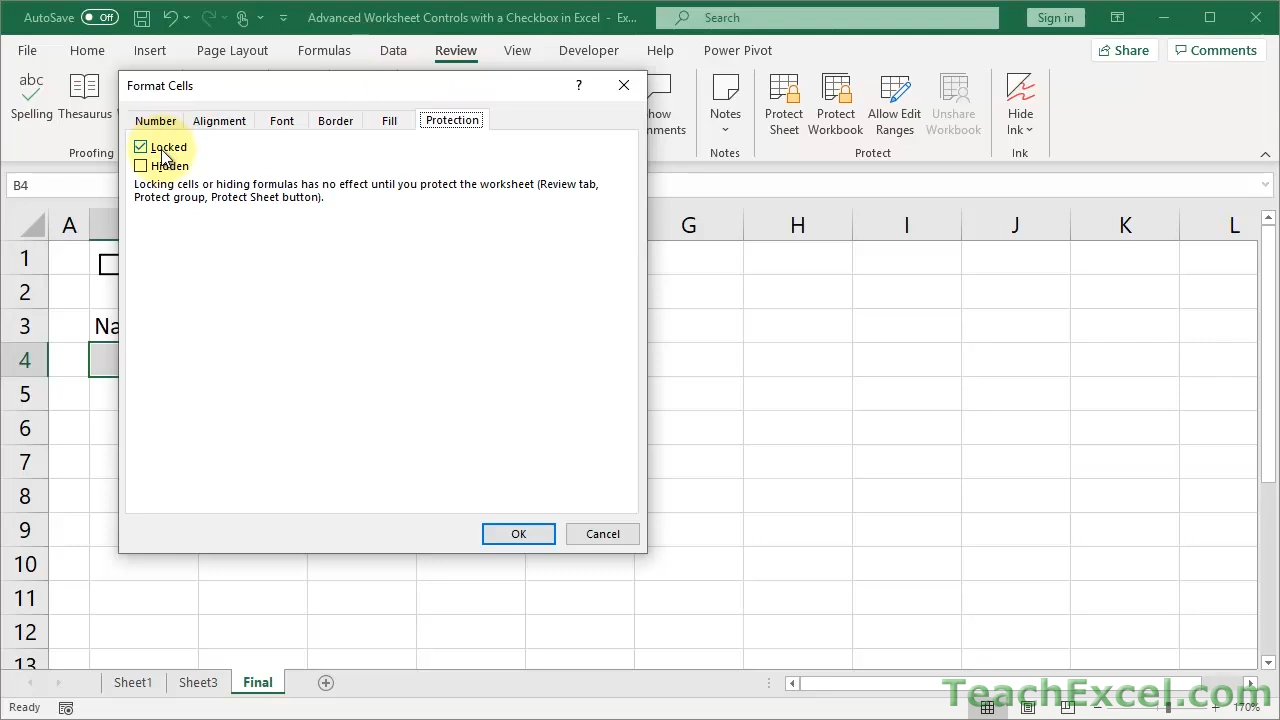 AutoSave Off Advanced Worksheet Controls with a Checkbox in Excel - Ex... Search Sign in
File Home Insert Page Layout Formulas Data Review View Developer Help Power Pivot Share Comments
abc
Spelling Thesaurus Notes Protect Sheet Protect Workbook Allow Edit Ranges Unshare Workbook Hide Ink
Proofing Notes Protect Ink
Format Cells ?
Number Alignment Font Border Fill Protection
Locked
Hidden
Locking cells or hiding formulas has no effect until you protect the worksheet (Review tab,
Protect group, Protect Sheet button).
OK Cancel
B4
A G H I J K L
1
2
3 Na
4
5
6
7
8
9
10
11
12
13
Sheet1 Sheet3 Final
Ready 170%
TeachExcel.com